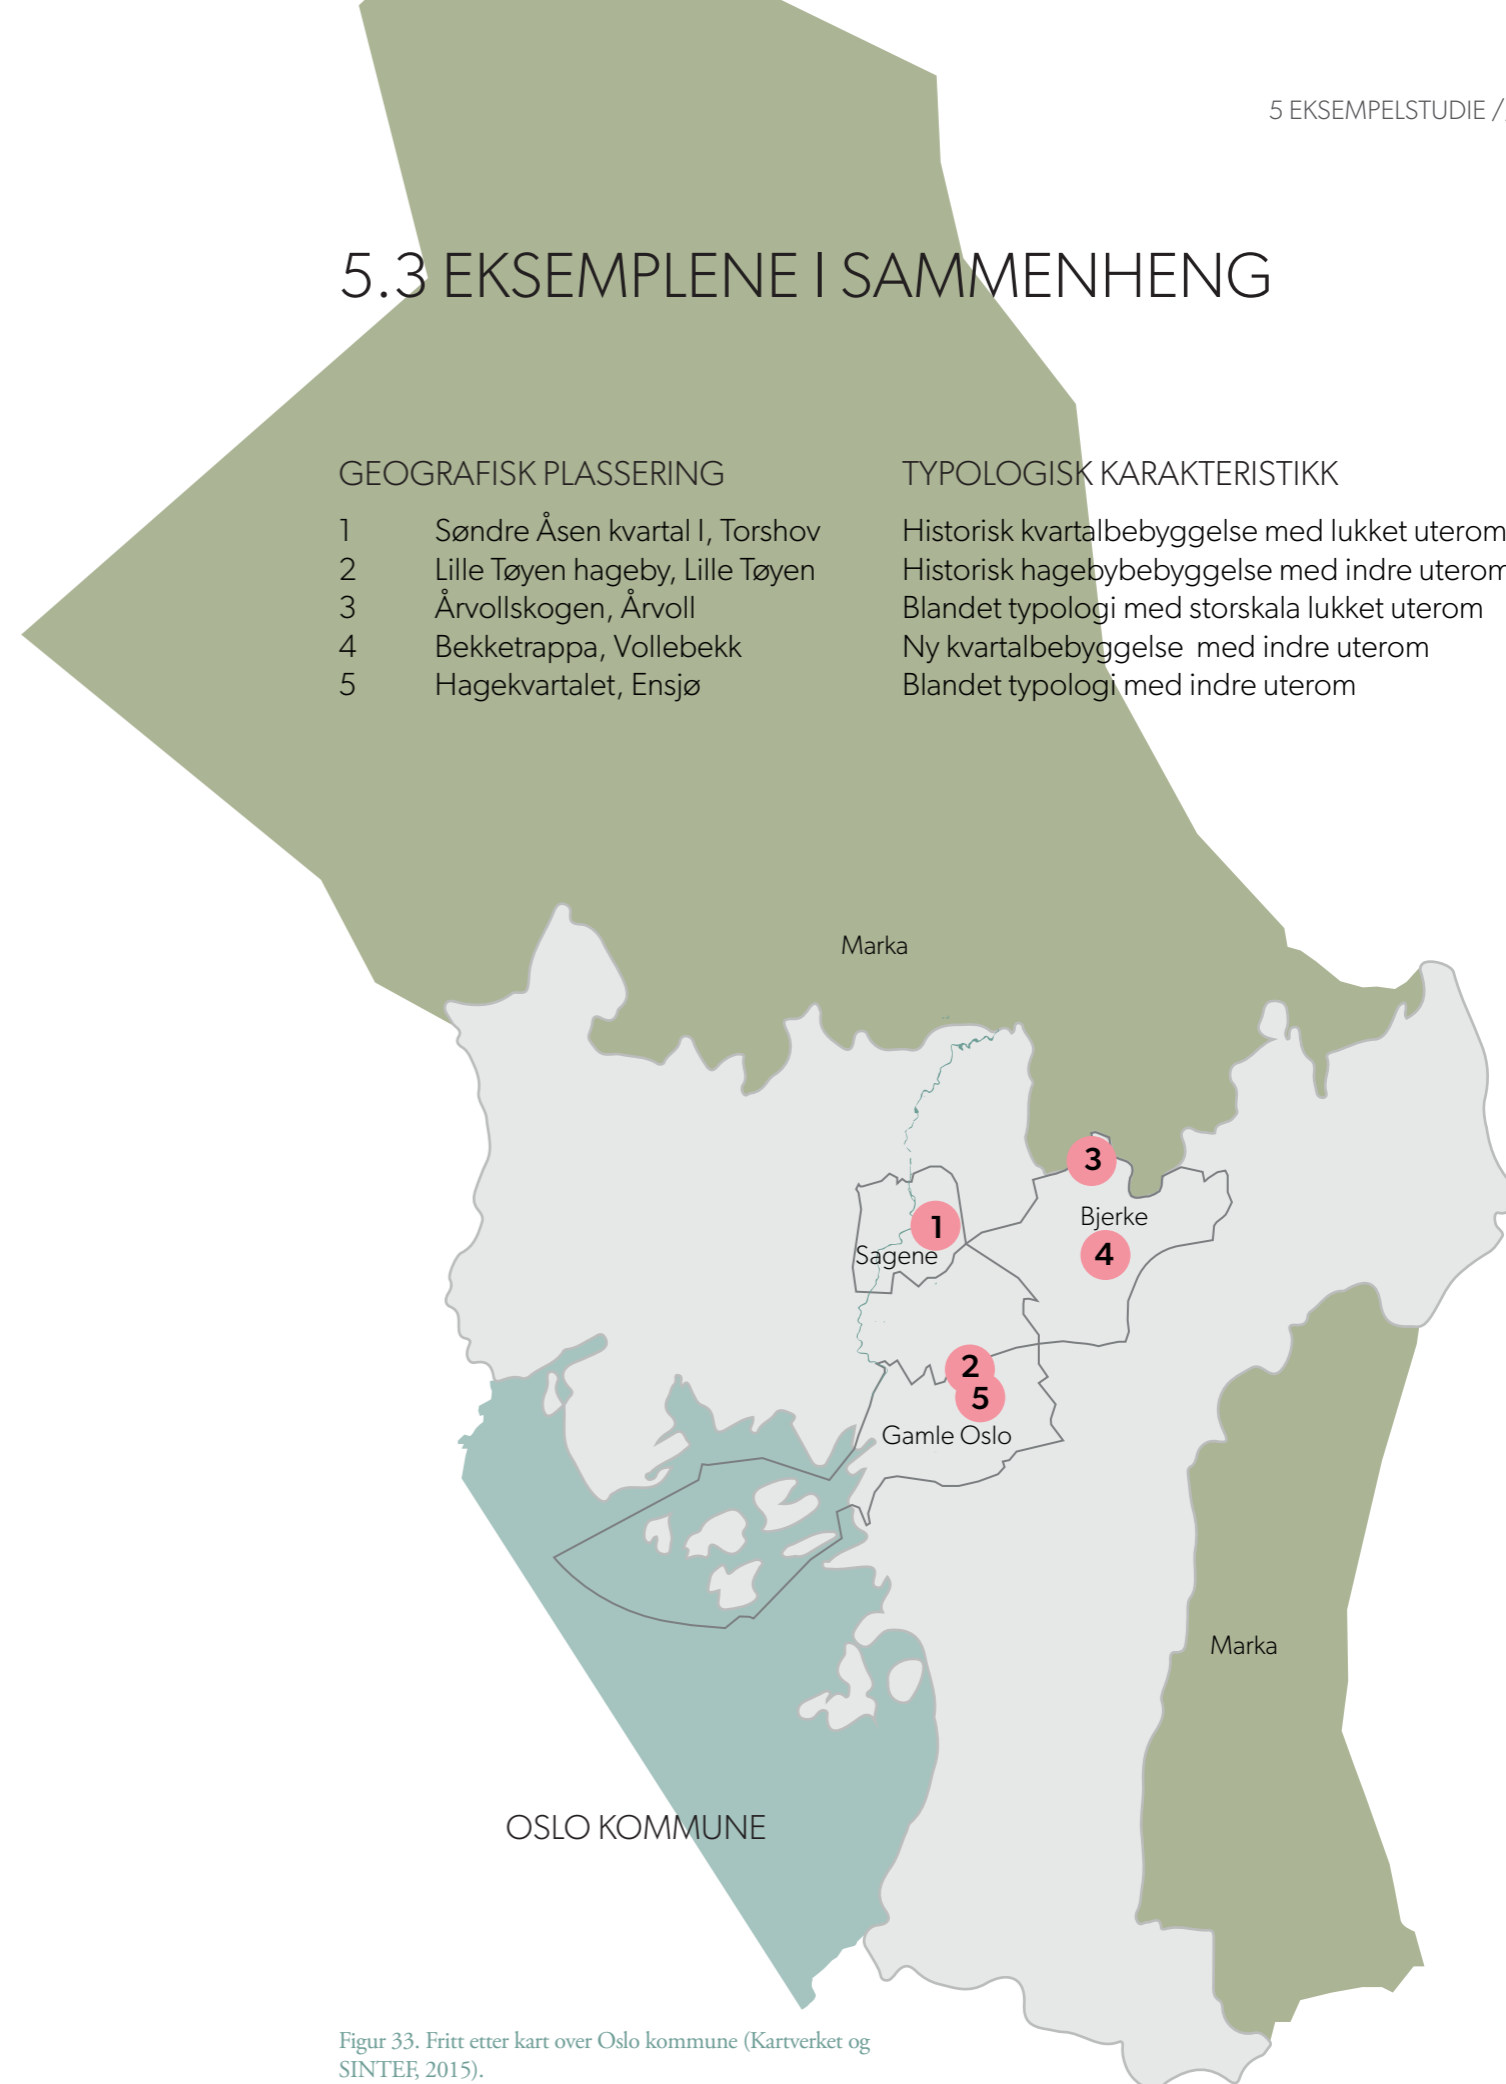 5 EKSEMPELSTUDIE //
5.3 EKSEMPLENE I SAMMENHENG
GEOGRAFISK PLASSERING
TYPOLOGISK KARAKTERISTIKK
1 Søndre Åsen kvartal I, Torshov Historisk kvartalbebyggelse med lukket uterom
2 Lille Tøyen hageby, Lille Tøyen Historisk hagebybebyggelse med indre uterom
3 Årvollskogen, Årvoll Blandet typologi med storskala lukket uterom
4 Bekketrappa, Vollebekk Ny kvartalbebyggelse med indre uterom
5 Hagekvartalet, Ensjø Blandet typologi med indre uterom
Marka
3
Bjerke
1
4
Sagene
2
5
Gamle Oslo
Marka
OSLO KOMMUNE
Figur 33. Fritt etter kart over Oslo kommune (Kartverket og
SINTEF, 2015).